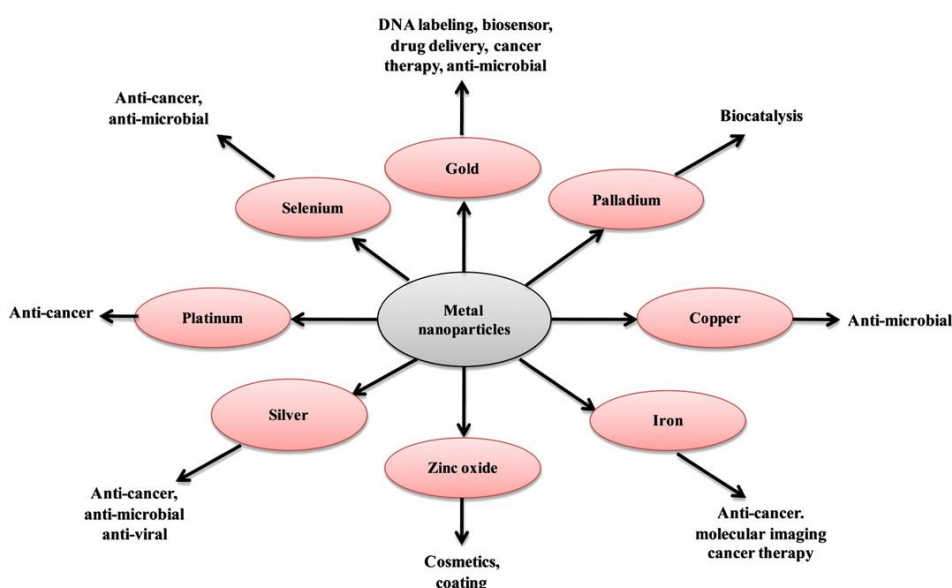 DNA labeling, biosensor,
drug delivery, cancer
therapy, anti-microbial
Anti-cancer,
anti-microbial
Biocatalysis
Gold
Selenium
Palladium
Anti-cancer
Platinum
Metal
nanoparticles
Copper
Anti-microbial
Silver
Iron
Zinc oxide
Anti-cancer,
anti-microbial
anti-viral
Anti-cancer.
molecular imaging
cancer therapy
Cosmetics,
coating